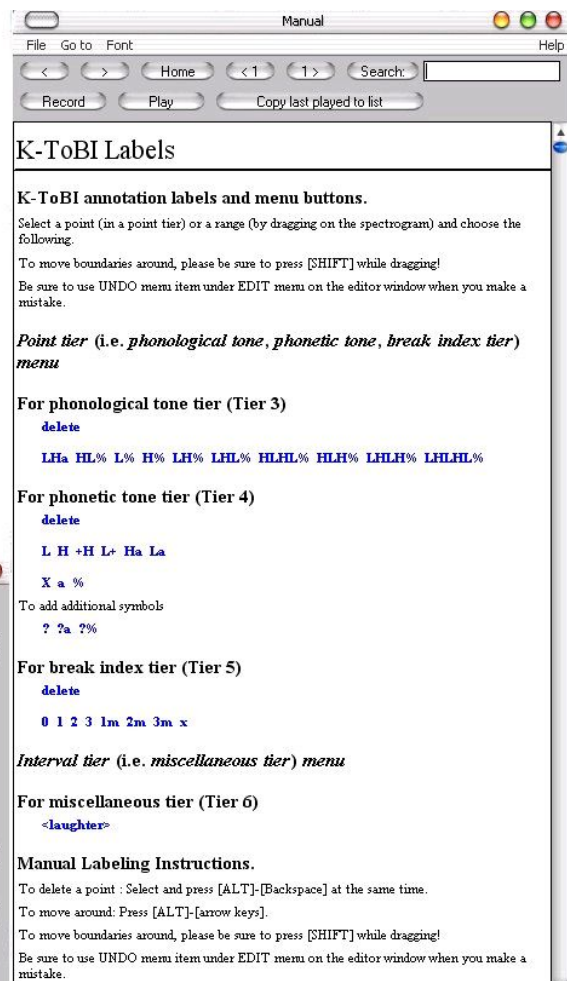 Manual
File Go to Font Help
< > Home < 1 1 > Search:
Record Play Copy last played to list
K-ToBI Labels
K-ToBI annotation labels and menu buttons.
Select a point (in a point tier) or a range (by dragging on the spectrogram) and choose the
following.
To move boundaries around, please be sure to press [SHIFT] while dragging!
Be sure to use UNDO menu item under EDIT menu on the editor window when you make a
mistake.
Point tier (i.e. phonological tone, phonetic tone, break index tier)
menu
For phonological tone tier (Tier 3)
delete
LHa HL% L% H% LH% LHL% HLHL% HLH% LHLH% LHLHL%
For phonetic tone tier (Tier 4)
delete
L H +H L+ Ha La
X a %
To add additional symbols
? ?a ?%
For break index tier (Tier 5)
delete
0 1 2 3 1m 2m 3m x
Interval tier (i.e. miscellaneous tier) menu
For miscellaneous tier (Tier 6)
<laughter>
Manual Labeling Instructions.
To delete a point : Select and press [ALT]-[Backspace] at the same time.
To move around: Press [ALT]-[arrow keys].
To move boundaries around, please be sure to press [SHIFT] while dragging!
Be sure to use UNDO menu item under EDIT menu on the editor window when you make a
mistake.